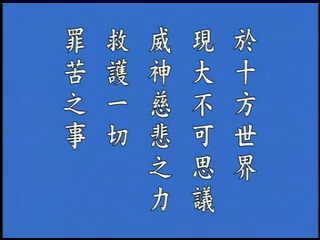 於十方世界
現大不可思議
威神慈悲之力
救護一切
罪苦之事